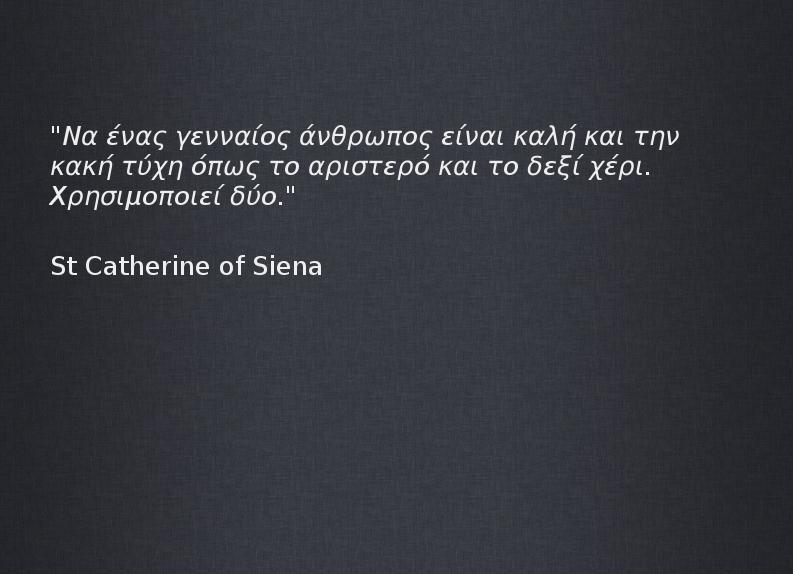 "Να ένας γενναίος άνθρωπος είναι καλή και την
κακή τύχη όπως το αριστερό και το δεξί χέρι.
Χρησιμοποιεί δύο."
St Catherine of Siena